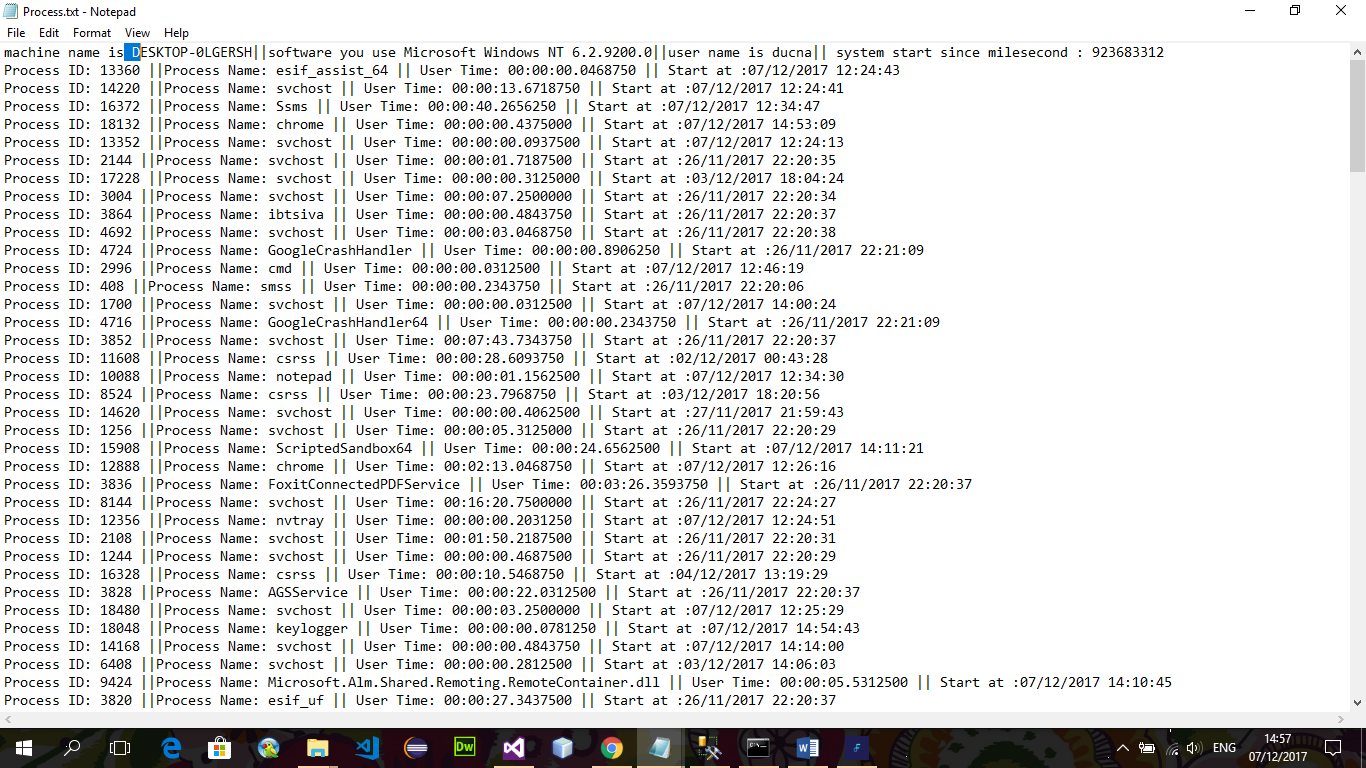 Process.txt - Notepad
File Edit Format View Help
machine name is DESKTOP-0LGERSH||software you use Microsoft Windows NT 6.2.9200.0||user name is ducna|| system start since milesecond : 923683312
Process ID: 13360 ||Process Name: esif_assist_64 || User Time: 00:00:00.0468750 || Start at :07/12/2017 12:24:43
Process ID: 14220 ||Process Name: svchost || User Time: 00:00:13.6718750 || Start at :07/12/2017 12:24:41
Process ID: 16372 ||Process Name: Ssms || User Time: 00:00:40.2656250 || Start at :07/12/2017 12:34:47
Process ID: 18132 ||Process Name: chrome || User Time: 00:00:00.4375000 || Start at :07/12/2017 14:53:09
Process ID: 13352 ||Process Name: svchost || User Time: 00:00:00.0937500 || Start at :07/12/2017 12:24:13
Process ID: 2144 ||Process Name: svchost || User Time: 00:00:01.7187500 || Start at :26/11/2017 22:20:35
Process ID: 17228 ||Process Name: svchost || User Time: 00:00:00.3125000 || Start at :03/12/2017 18:04:24
Process ID: 3004 ||Process Name: svchost || User Time: 00:00:07.2500000 || Start at :26/11/2017 22:20:34
Process ID: 3864 ||Process Name: ibtsiva || User Time: 00:00:00.4843750 || Start at :26/11/2017 22:20:37
Process ID: 4692 ||Process Name: svchost || User Time: 00:00:03.0468750 || Start at :26/11/2017 22:20:38
Process ID: 4724 ||Process Name: GoogleCrashHandler || User Time: 00:00:00.8906250 || Start at :26/11/2017 22:21:09
Process ID: 2996 ||Process Name: cmd || User Time: 00:00:00.0312500 || Start at :07/12/2017 12:46:19
Process ID: 408 ||Process Name: smss || User Time: 00:00:00.2343750 || Start at :26/11/2017 22:20:06
Process ID: 1700 ||Process Name: svchost || User Time: 00:00:00.0312500 || Start at :07/12/2017 14:00:24
Process ID: 4716 ||Process Name: GoogleCrashHandler64 || User Time: 00:00:00.2343750 || Start at :26/11/2017 22:21:09
Process ID: 3852 ||Process Name: svchost || User Time: 00:07:43.7343750 || Start at :26/11/2017 22:20:37
Process ID: 11608 ||Process Name: csrss || User Time: 00:00:28.6093750 || Start at :02/12/2017 00:43:28
Process ID: 10088 ||Process Name: notepad || User Time: 00:00:01.1562500 || Start at :07/12/2017 12:34:30
Process ID: 8524 ||Process Name: csrss || User Time: 00:00:23.7968750 || Start at :03/12/2017 18:20:56
Process ID: 14620 ||Process Name: svchost || User Time: 00:00:00.4062500 || Start at :27/11/2017 21:59:43
Process ID: 1256 ||Process Name: svchost || User Time: 00:00:05.3125000 || Start at :26/11/2017 22:20:29
Process ID: 15908 ||Process Name: ScriptedSandbox64 || User Time: 00:00:24.6562500 || Start at :07/12/2017 14:11:21
Process ID: 12888 ||Process Name: chrome || User Time: 00:02:13.0468750 || Start at :07/12/2017 12:26:16
Process ID: 3836 ||Process Name: FoxitConnectedPDFService || User Time: 00:03:26.3593750 || Start at :26/11/2017 22:20:37
Process ID: 8144 ||Process Name: svchost || User Time: 00:16:20.7500000 || Start at :26/11/2017 22:24:27
Process ID: 12356 ||Process Name: nvtray || User Time: 00:00:00.2031250 || Start at :07/12/2017 12:24:51
Process ID: 2108 ||Process Name: svchost || User Time: 00:01:50.2187500 || Start at :26/11/2017 22:20:31
Process ID: 1244 ||Process Name: svchost || User Time: 00:00:00.4687500 || Start at :26/11/2017 22:20:29
Process ID: 16328 ||Process Name: csrss || User Time: 00:00:10.5468750 || Start at :04/12/2017 13:19:29
Process ID: 3828 ||Process Name: AGSService || User Time: 00:00:22.0312500 || Start at :26/11/2017 22:20:37
Process ID: 18480 ||Process Name: svchost || User Time: 00:00:03.2500000 || Start at :07/12/2017 12:25:29
Process ID: 18048 ||Process Name: keylogger || User Time: 00:00:00.0781250 || Start at :07/12/2017 14:54:43
Process ID: 14168 ||Process Name: svchost || User Time: 00:00:00.4843750 || Start at :07/12/2017 14:14:00
Process ID: 6408 ||Process Name: svchost || User Time: 00:00:00.2812500 || Start at :03/12/2017 14:06:03
Process ID: 9424 ||Process Name: Microsoft.Alm.Shared.Remoting.RemoteContainer.dll || User Time: 00:00:05.5312500 || Start at :07/12/2017 14:10:45
Process ID: 3820 ||Process Name: esif_uf || User Time: 00:00:27.3437500 || Start at :26/11/2017 22:20:37
Dw
ENG
14:57
07/12/2017